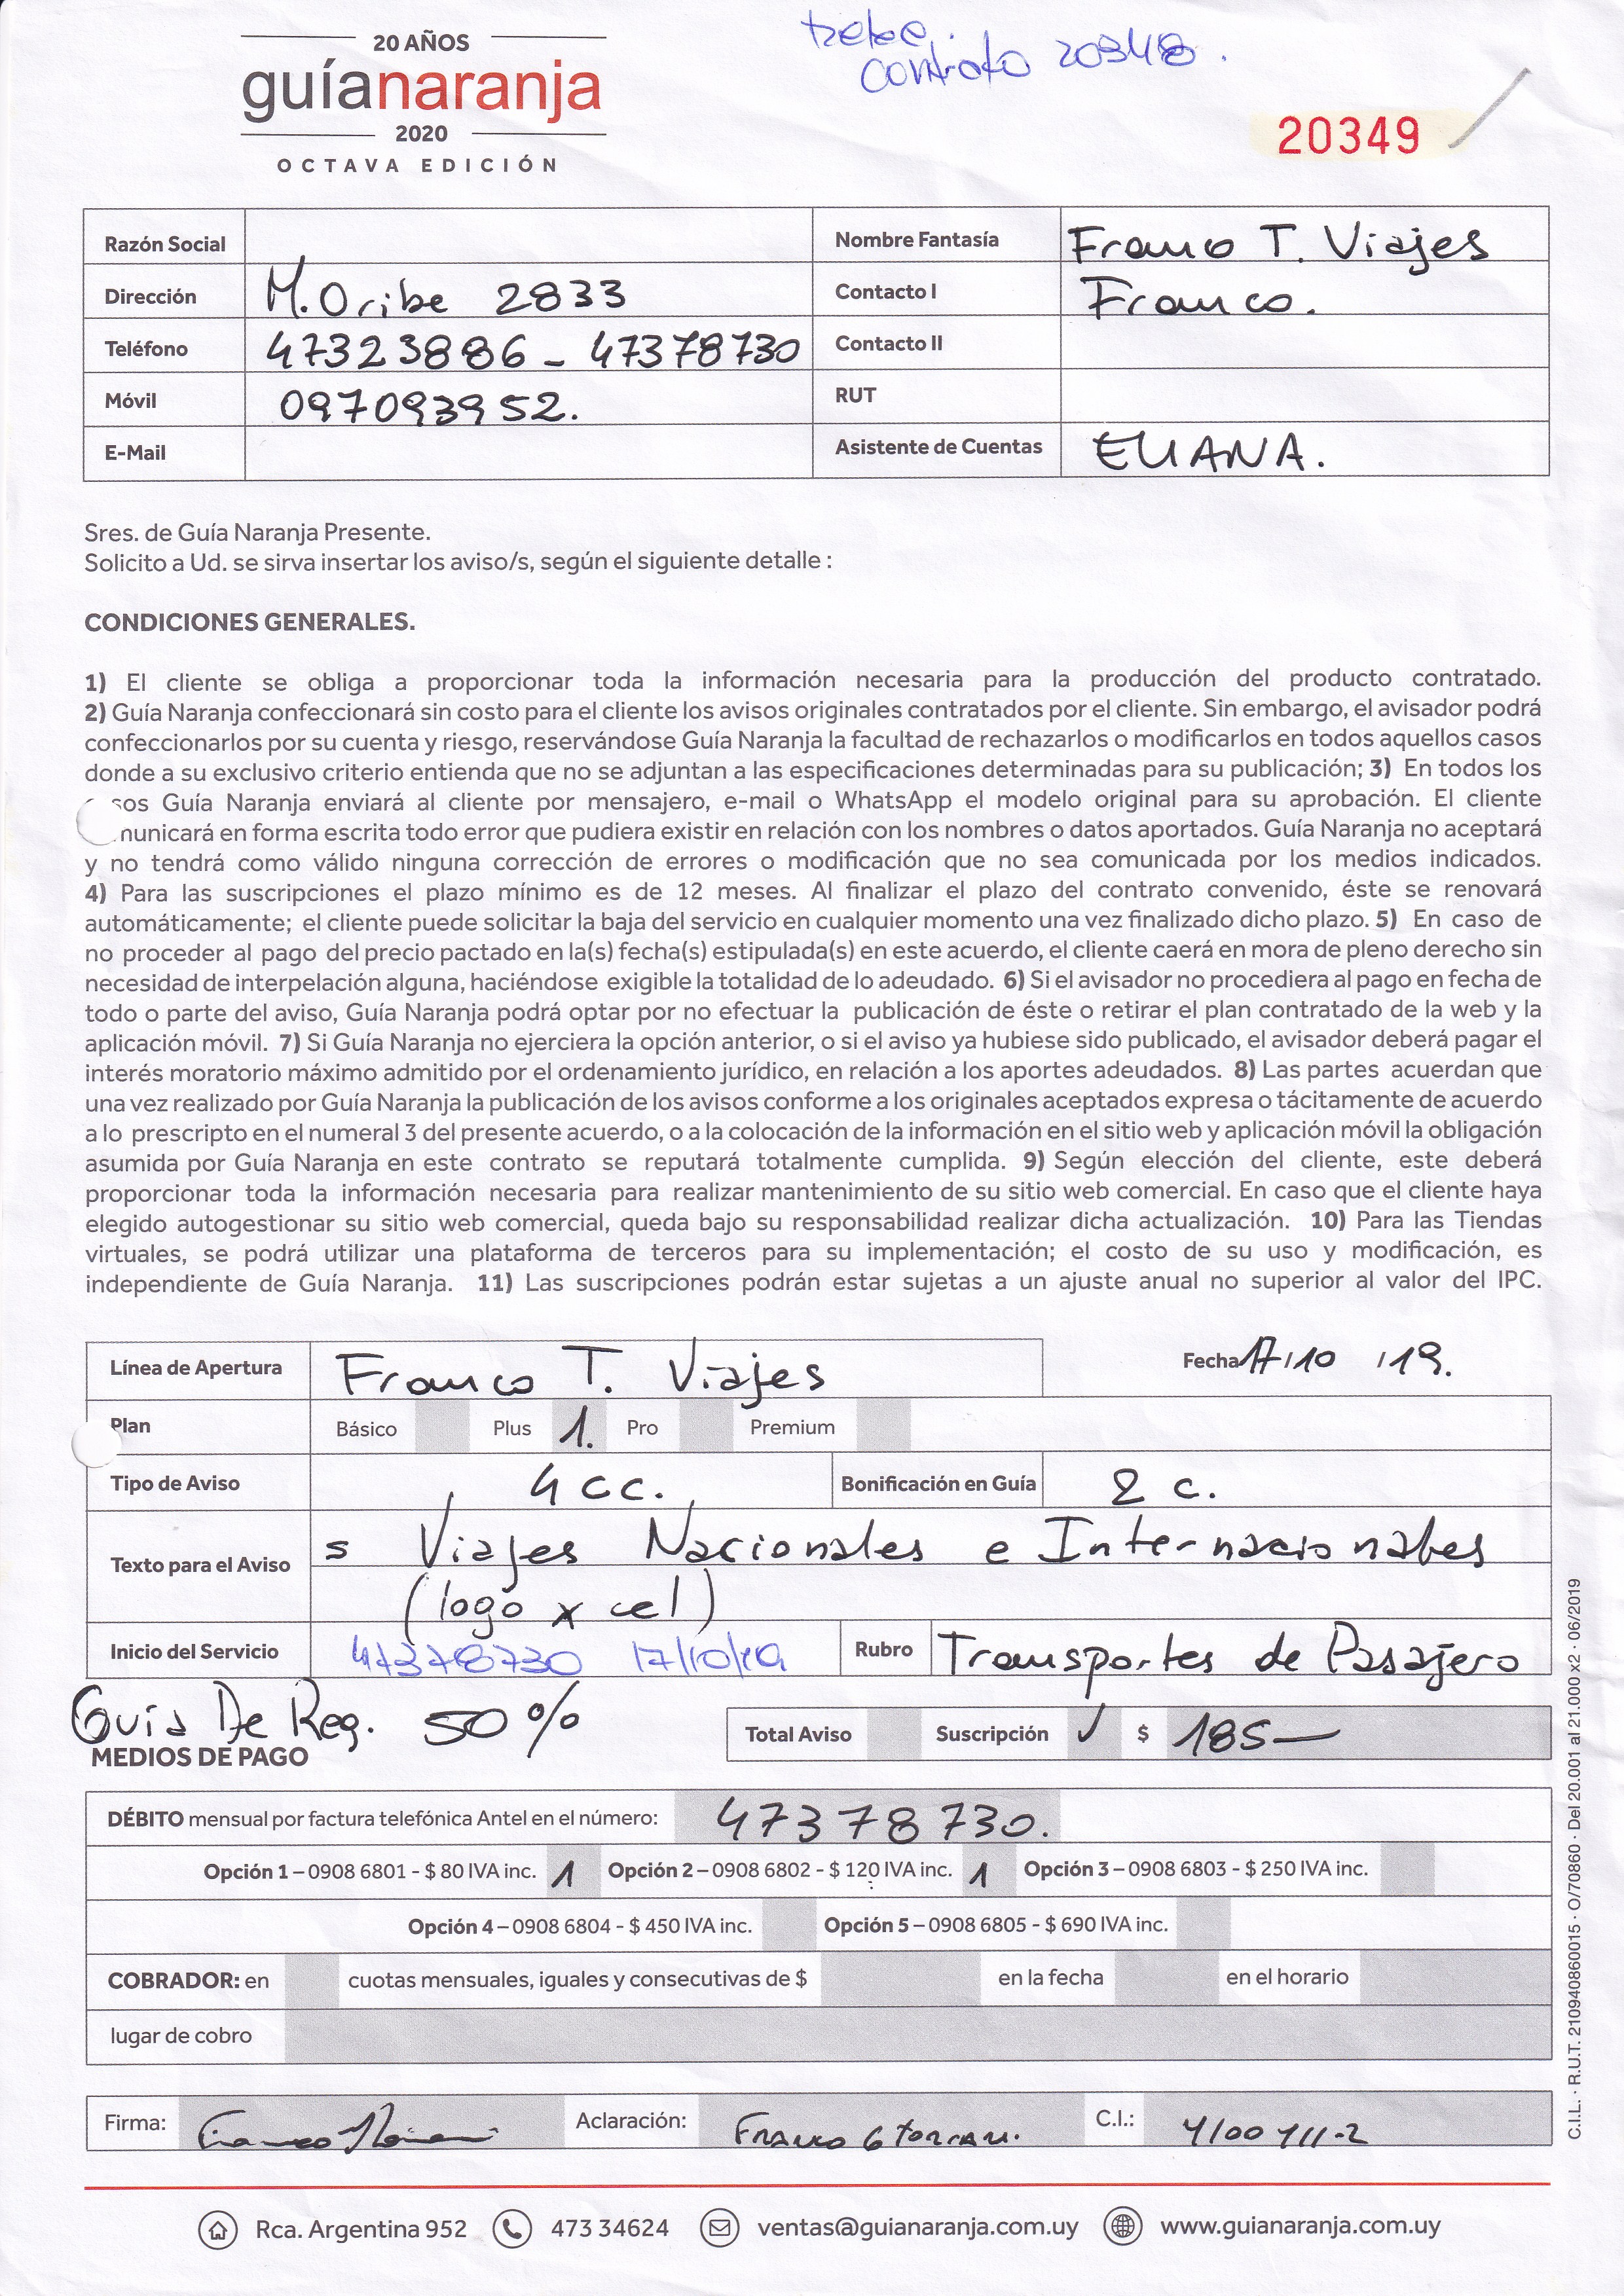 20 AÑOS
guíanaranja
2020
OCTAVA EDICIÓN
contrato 20348.
20349
Razón Social
Nombre Fantasía Franco T. Viajes
Dirección M. Oribe 2833
Contacto I Franco.
Teléfono 47323886 - 47378730
Contacto II
Móvil 097093952.
RUT
E-Mail
Asistente de Cuentas ELIANA.
Sres. de Guía Naranja Presente.
Solicito a Ud. se sirva insertar los aviso/s, según el siguiente detalle :
CONDICIONES GENERALES.
1) El cliente se obliga a proporcionar toda la información necesaria para la producción del producto contratado.
2) Guía Naranja confeccionará sin costo para el cliente los avisos originales contratados por el cliente. Sin embargo, el avisador podrá
confeccionarlos por su cuenta y riesgo, reservándose Guía Naranja la facultad de rechazarlos o modificarlos en todos aquellos casos
donde a su exclusivo criterio entienda que no se adjuntan a las especificaciones determinadas para su publicación; 3) En todos los
sos Guía Naranja enviará al cliente por mensajero, e-mail o WhatsApp el modelo original para su aprobación. El cliente
municará en forma escrita todo error que pudiera existir en relación con los nombres o datos aportados. Guía Naranja no aceptará
y no tendrá como válido ninguna corrección de errores o modificación que no sea comunicada por los medios indicados.
4) Para las suscripciones el plazo mínimo es de 12 meses. Al finalizar el plazo del contrato convenido, éste se renovará
automáticamente; el cliente puede solicitar la baja del servicio en cualquier momento una vez finalizado dicho plazo. 5) En caso de
no proceder al pago del precio pactado en la(s) fecha(s) estipulada(s) en este acuerdo, el cliente caerá en mora de pleno derecho sin
necesidad de interpelación alguna, haciéndose exigible la totalidad de lo adeudado. 6) Si el avisador no procediera al pago en fecha de
todo o parte del aviso, Guía Naranja podrá optar por no efectuar la publicación de éste o retirar el plan contratado de la web y la
aplicación móvil. 7) Si Guía Naranja no ejerciera la opción anterior, o si el aviso ya hubiese sido publicado, el avisador deberá pagar el
interés moratorio máximo admitido por el ordenamiento jurídico, en relación a los aportes adeudados. 8) Las partes acuerdan que
una vez realizado por Guía Naranja la publicación de los avisos conforme a los originales aceptados expresa o tácitamente de acuerdo
a lo prescripto en el numeral 3 del presente acuerdo, o a la colocación de la información en el sitio web y aplicación móvil la obligación
asumida por Guía Naranja en este contrato se reputará totalmente cumplida. 9) Según elección del cliente, este deberá
proporcionar toda la información necesaria para realizar mantenimiento de su sitio web comercial. En caso que el cliente haya
elegido autogestionar su sitio web comercial, queda bajo su responsabilidad realizar dicha actualización. 10) Para las Tiendas
virtuales, se podrá utilizar una plataforma de terceros para su implementación; el costo de su uso y modificación, es
independiente de Guía Naranja. 11) Las suscripciones podrán estar sujetas a un ajuste anual no superior al valor del IPC.
Línea de Apertura Franco T. Viajes
Fecha 17/10/19.
Plan Básico Plus 1. Pro Premium
Tipo de Aviso 4 cc. Bonificación en Guía 2 c.
Texto para el Aviso s Viajes Nacionales e Internacionales
(logo x cel)
Inicio del Servicio 47378730 17/10/19 Rubro Transportes de Pasajero
Guía De Reg. 50%
Total Aviso Suscripción ✓ $ 185—
MEDIOS DE PAGO
DÉBITO mensual por factura telefónica Antel en el número: 47378730.
Opción 1 – 0908 6801 - $ 80 IVA inc. 1 Opción 2 – 0908 6802 - $ 120 IVA inc. 1 Opción 3 – 0908 6803 - $ 250 IVA inc.
Opción 4 – 0908 6804 - $ 450 IVA inc. Opción 5 – 0908 6805 - $ 690 IVA inc.
COBRADOR: en cuotas mensuales, iguales y consecutivas de $ en la fecha en el horario
lugar de cobro
Firma: Aclaración: Franco C.I.:
Rca. Argentina 952 473 34624 ventas@guianaranja.com.uy www.guianaranja.com.uy
C.I.L. · R.U.T. 210940860015 · O/70860 · Del 20.001 al 21.000 x2 · 06/2019